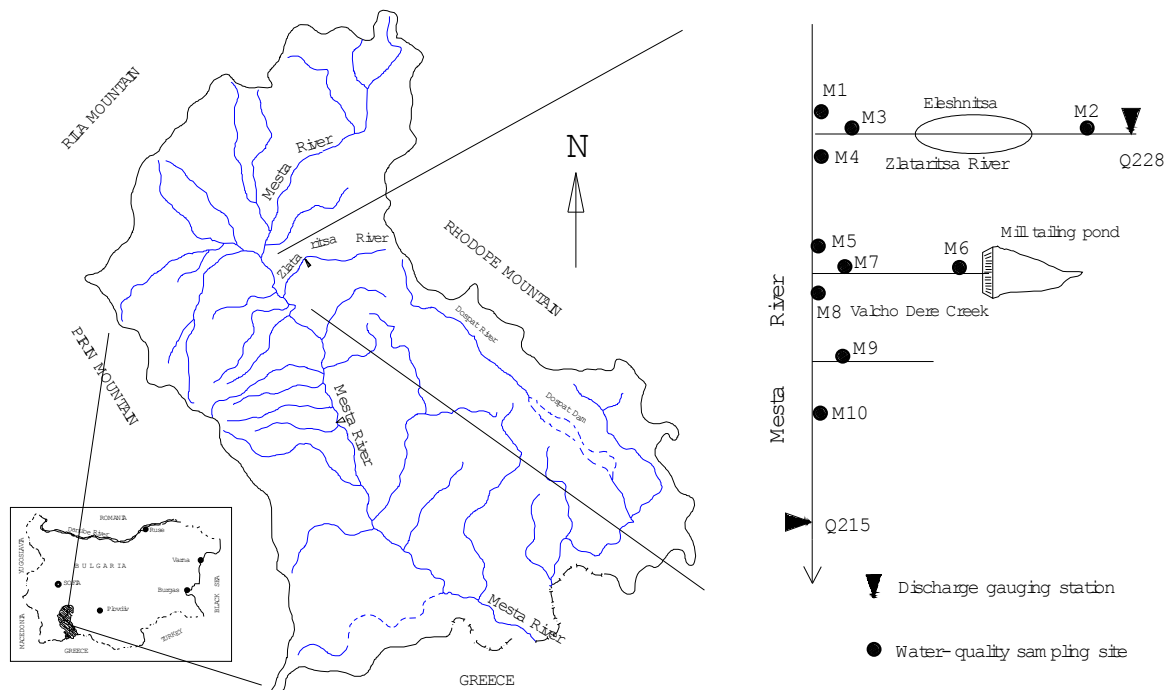 RILA MOUNTAIN
Mesta River
N
Zlataritsa River
RHODOPE MOUNTAIN
PIRIN MOUNTAIN
Dospat River
Dospat Dam
Mesta River
Mesta River
GREECE
ROMANIA
Danube River
Ruse
YUGOSLAVIA
BULGARIA
Varna
SOFIA
Burgas
BLACK SEA
Plovdiv
MACEDONIA
TURKEY
GREECE
M1
Eleshnitsa
M3
M2
M4
Zlataritsa River
Q228
M5
M6
Mill tailing pond
M7
M8
Valcho Dere Creek
M9
M10
Mesta River
Q215
Discharge gauging station
Water-quality sampling site